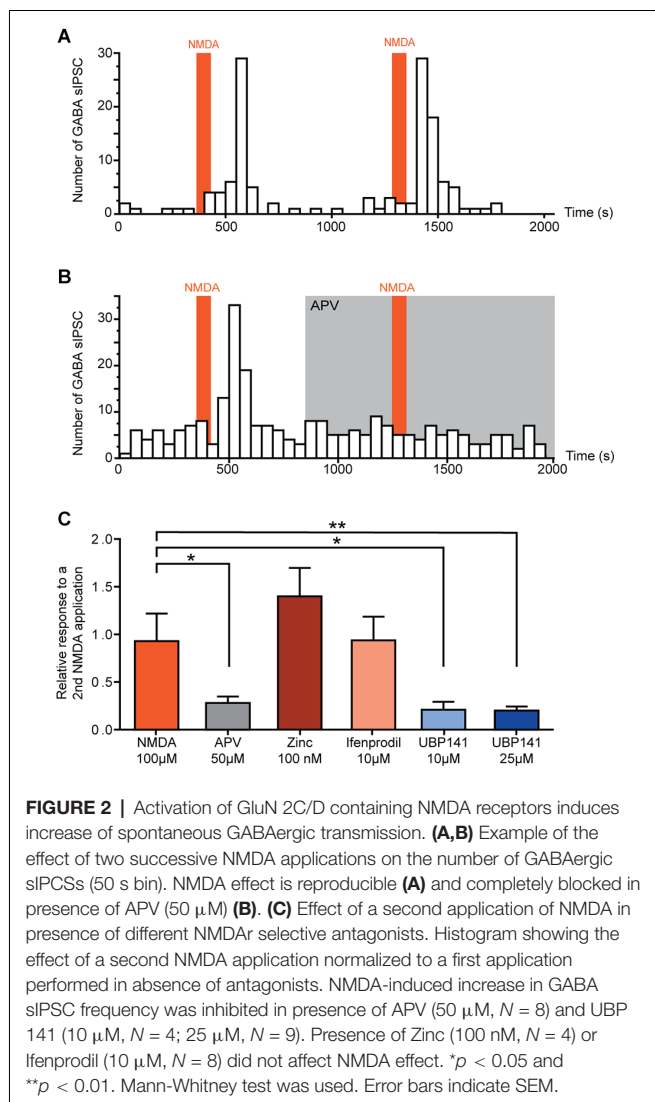 A
NMDA
NMDA
Number of GABA sIPSC
30
20
10
0
0
500
1000
1500
2000
Time (s)
B
NMDA
NMDA
APV
Number of GABA sIPSC
30
20
10
0
0
500
1000
1500
2000
Time (s)
C
**
*
*
Relative response to a
2nd NMDA application
2.0
1.5
1.0
0.5
0.0
NMDA
100µM
APV
50µM
Zinc
100 nM
Ifenprodil
10µM
UBP141
10µM
UBP141
25µM
FIGURE 2 | Activation of GluN 2C/D containing NMDA receptors induces
increase of spontaneous GABAergic transmission. (A,B) Example of the
effect of two successive NMDA applications on the number of GABAergic
sIPCSs (50 s bin). NMDA effect is reproducible (A) and completely blocked in
presence of APV (50 µM) (B). (C) Effect of a second application of NMDA in
presence of different NMDAr selective antagonists. Histogram showing the
effect of a second NMDA application normalized to a first application
performed in absence of antagonists. NMDA-induced increase in GABA
sIPSC frequency was inhibited in presence of APV (50 µM, N = 8) and UBP
141 (10 µM, N = 4; 25 µM, N = 9). Presence of Zinc (100 nM, N = 4) or
Ifenprodil (10 µM, N = 8) did not affect NMDA effect. *p < 0.05 and
**p < 0.01. Mann-Whitney test was used. Error bars indicate SEM.